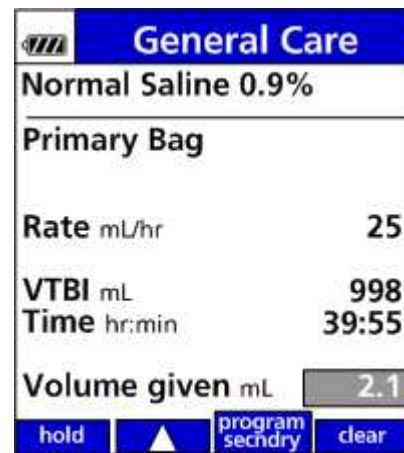 General Care
Normal Saline 0.9%
Primary Bag
Rate mL/hr 25
VTBI mL 998
Time hr:min 39:55
Volume given mL 2.1
hold program secndry clear